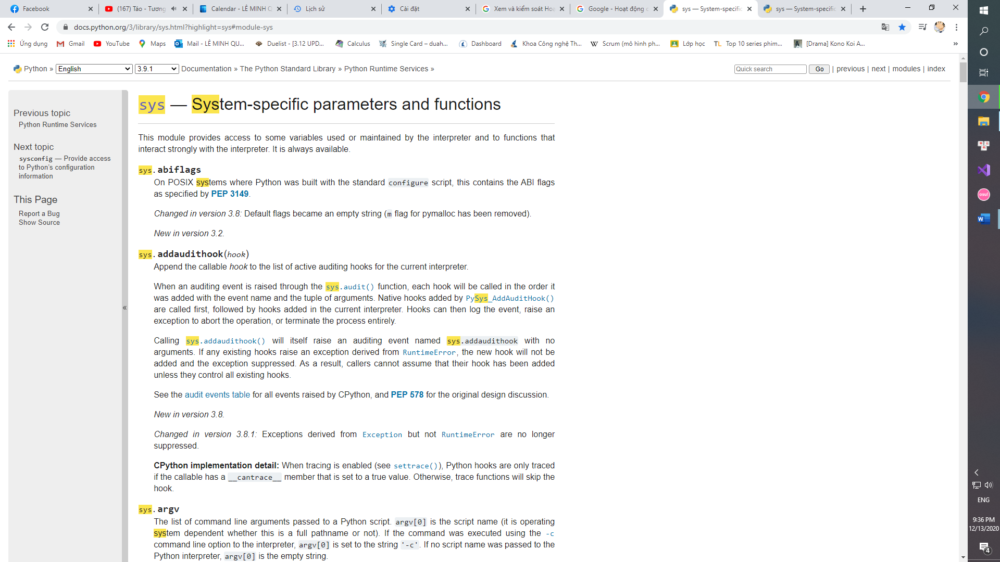 Facebook
(167) Táo - Tương
Calendar - LÊ MINH Q
Lịch sử
Cài đặt
Xem và kiểm soát Hoạ
Google - Hoạt động c
sys — System-specific
sys — System-specific
docs.python.org/3/library/sys.html?highlight=sys#module-sys
Ứng dụng
Gmail
YouTube
Maps
Mail - LÊ MINH QU...
Duelist - [3.12 UPD...
Calculus
Single Card – duah...
Dashboard
Khoa Công nghệ Th...
Scrum (mô hình ph...
Lớp học
TL Top 10 series phim...
[Drama] Kono Koi A...
»
Python » English 3.9.1 Documentation » The Python Standard Library » Python Runtime Services »
Quick search Go | previous | next | modules | index
Previous topic
Python Runtime Services
Next topic
sysconfig — Provide access
to Python's configuration
information
This Page
Report a Bug
Show Source
«
sys — System-specific parameters and functions
This module provides access to some variables used or maintained by the interpreter and to functions that
interact strongly with the interpreter. It is always available.
sys.abiflags
On POSIX systems where Python was built with the standard configure script, this contains the ABI flags
as specified by PEP 3149.
Changed in version 3.8: Default flags became an empty string (m flag for pymalloc has been removed).
New in version 3.2.
sys.addaudithook(hook)
Append the callable hook to the list of active auditing hooks for the current interpreter.
When an auditing event is raised through the sys.audit() function, each hook will be called in the order it
was added with the event name and the tuple of arguments. Native hooks added by PySys_AddAuditHook()
are called first, followed by hooks added in the current interpreter. Hooks can then log the event, raise an
exception to abort the operation, or terminate the process entirely.
Calling sys.addaudithook() will itself raise an auditing event named sys.addaudithook with no
arguments. If any existing hooks raise an exception derived from RuntimeError, the new hook will not be
added and the exception suppressed. As a result, callers cannot assume that their hook has been added
unless they control all existing hooks.
See the audit events table for all events raised by CPython, and PEP 578 for the original design discussion.
New in version 3.8.
Changed in version 3.8.1: Exceptions derived from Exception but not RuntimeError are no longer
suppressed.
CPython implementation detail: When tracing is enabled (see settrace()), Python hooks are only traced
if the callable has a __cantrace__ member that is set to a true value. Otherwise, trace functions will skip the
hook.
sys.argv
The list of command line arguments passed to a Python script. argv[0] is the script name (it is operating
system dependent whether this is a full pathname or not). If the command was executed using the -c
command line option to the interpreter, argv[0] is set to the string '-c'. If no script name was passed to the
Python interpreter, argv[0] is the empty string.
osu!
ENG
9:36 PM
12/13/2020
4